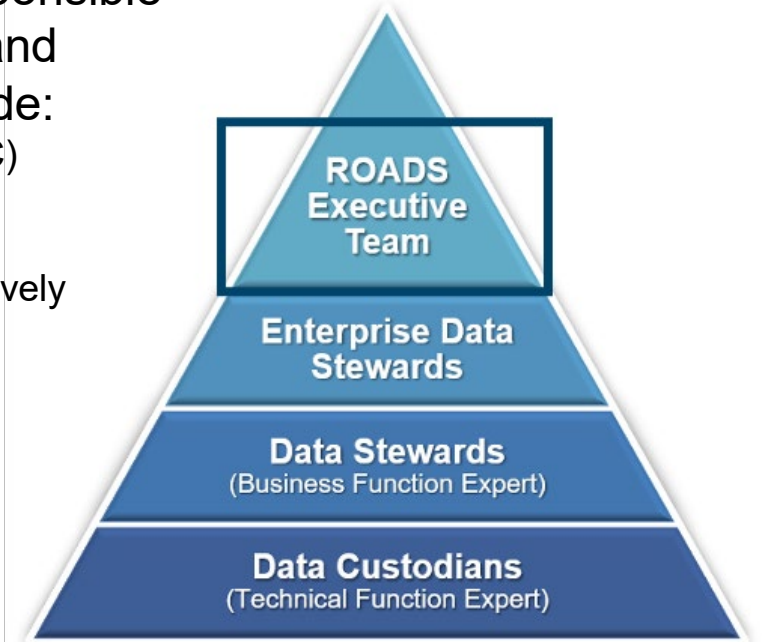 and
de:
ROADS
Executive
Team
vely
Enterprise Data
Stewards
Data Stewards
(Business Function Expert)
Data Custodians
(Technical Function Expert)